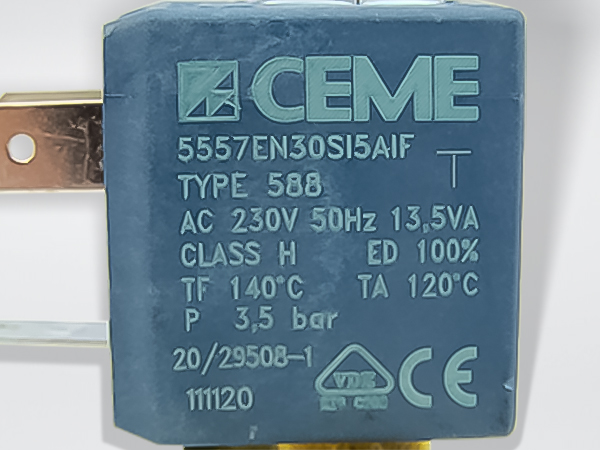 CEME
5557EN30SI5AIF T
TYPE 588
AC 230V 50Hz 13,5VA
CLASS H ED 100%
TF 140°C TA 120°C
P 3,5 bar
20/29508-1
VDE CE
111120